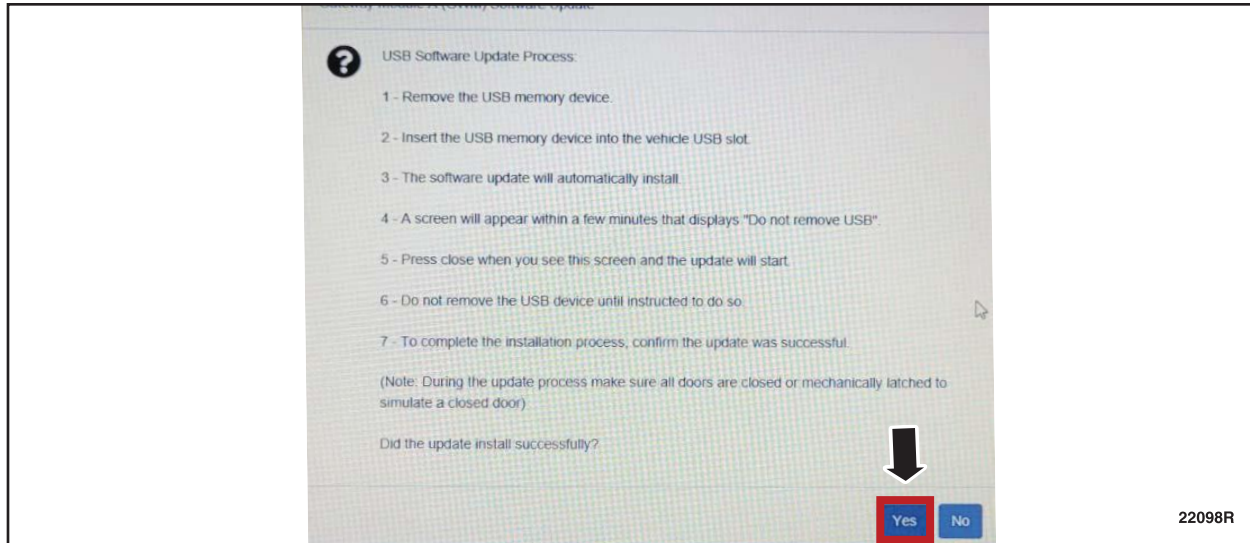 USB Software Update Process:
1 - Remove the USB memory device.
2 - Insert the USB memory device into the vehicle USB slot.
3 - The software update will automatically install.
4 - A screen will appear within a few minutes that displays "Do not remove USB".
5 - Press close when you see this screen and the update will start.
6 - Do not remove the USB device until instructed to do so.
7 - To complete the installation process, confirm the update was successful.
(Note: During the update process make sure all doors are closed or mechanically latched to
simulate a closed door)
Did the update install successfully?
Yes No
22098R